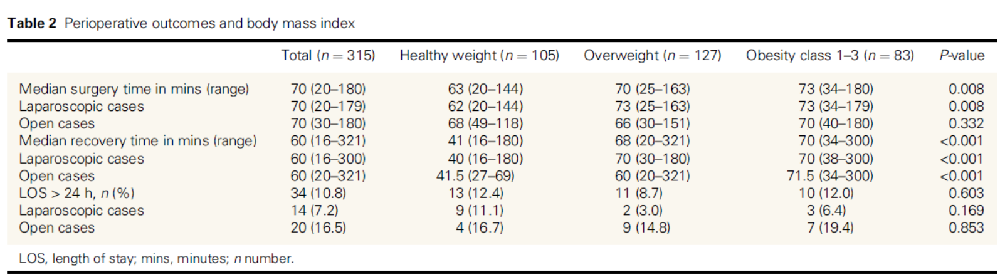 Table 2 Perioperative outcomes and body mass index
Total (n = 315) Healthy weight (n = 105) Overweight (n = 127) Obesity class 1–3 (n = 83) P-value
Median surgery time in mins (range) 70 (20–180) 63 (20–144) 70 (25–163) 73 (34–180) 0.008
Laparoscopic cases 70 (20–179) 62 (20–144) 73 (25–163) 73 (34–179) 0.008
Open cases 70 (30–180) 68 (49–118) 66 (30–151) 70 (40–180) 0.332
Median recovery time in mins (range) 60 (16–321) 41 (16–180) 68 (20–321) 70 (34–300) <0.001
Laparoscopic cases 60 (16–300) 40 (16–180) 70 (30–180) 70 (38–300) <0.001
Open cases 60 (20–321) 41.5 (27–69) 60 (20–321) 71.5 (34–300) <0.001
LOS > 24 h, n (%) 34 (10.8) 13 (12.4) 11 (8.7) 10 (12.0) 0.603
Laparoscopic cases 14 (7.2) 9 (11.1) 2 (3.0) 3 (6.4) 0.169
Open cases 20 (16.5) 4 (16.7) 9 (14.8) 7 (19.4) 0.853
LOS, length of stay; mins, minutes; n number.